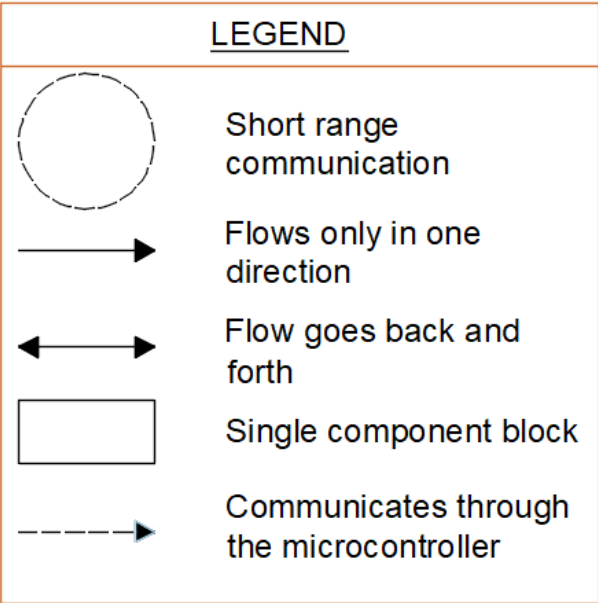 LEGEND
Short range
communication
Flows only in one
direction
Flow goes back and
forth
Single component block
Communicates through
the microcontroller